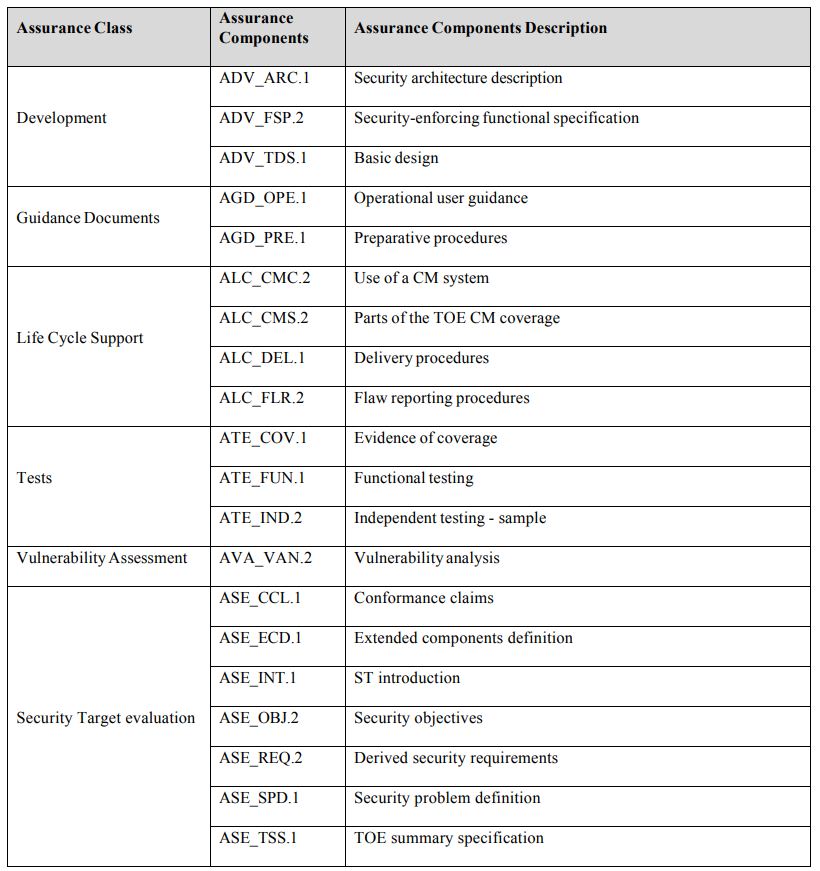 Assurance Class
Assurance
Components
Assurance Components Description
Development
ADV_ARC.1
Security architecture description
ADV_FSP.2
Security-enforcing functional specification
ADV_TDS.1
Basic design
Guidance Documents
AGD_OPE.1
Operational user guidance
AGD_PRE.1
Preparative procedures
Life Cycle Support
ALC_CMC.2
Use of a CM system
ALC_CMS.2
Parts of the TOE CM coverage
ALC_DEL.1
Delivery procedures
ALC_FLR.2
Flaw reporting procedures
Tests
ATE_COV.1
Evidence of coverage
ATE_FUN.1
Functional testing
ATE_IND.2
Independent testing - sample
Vulnerability Assessment
AVA_VAN.2
Vulnerability analysis
Security Target evaluation
ASE_CCL.1
Conformance claims
ASE_ECD.1
Extended components definition
ASE_INT.1
ST introduction
ASE_OBJ.2
Security objectives
ASE_REQ.2
Derived security requirements
ASE_SPD.1
Security problem definition
ASE_TSS.1
TOE summary specification